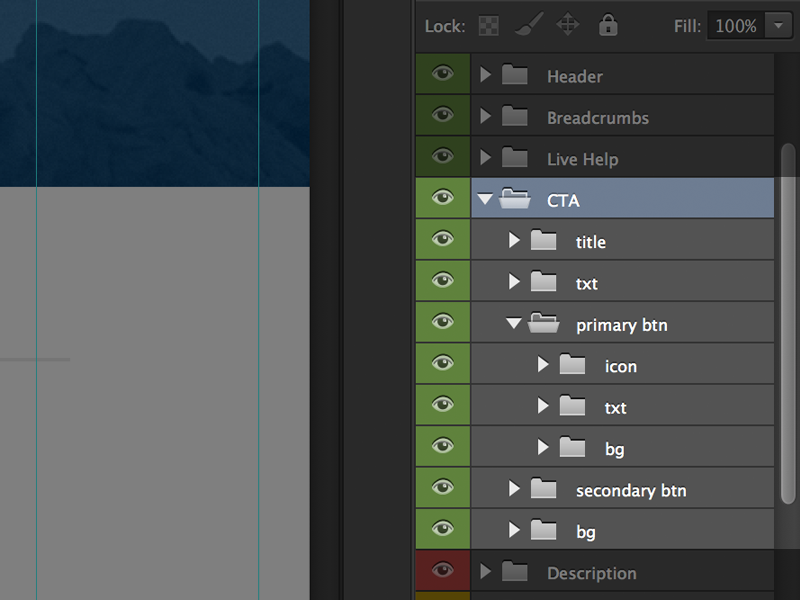 Lock: Fill: 100%
Header
Breadcrumbs
Live Help
CTA
title
txt
primary btn
icon
txt
bg
secondary btn
bg
Description